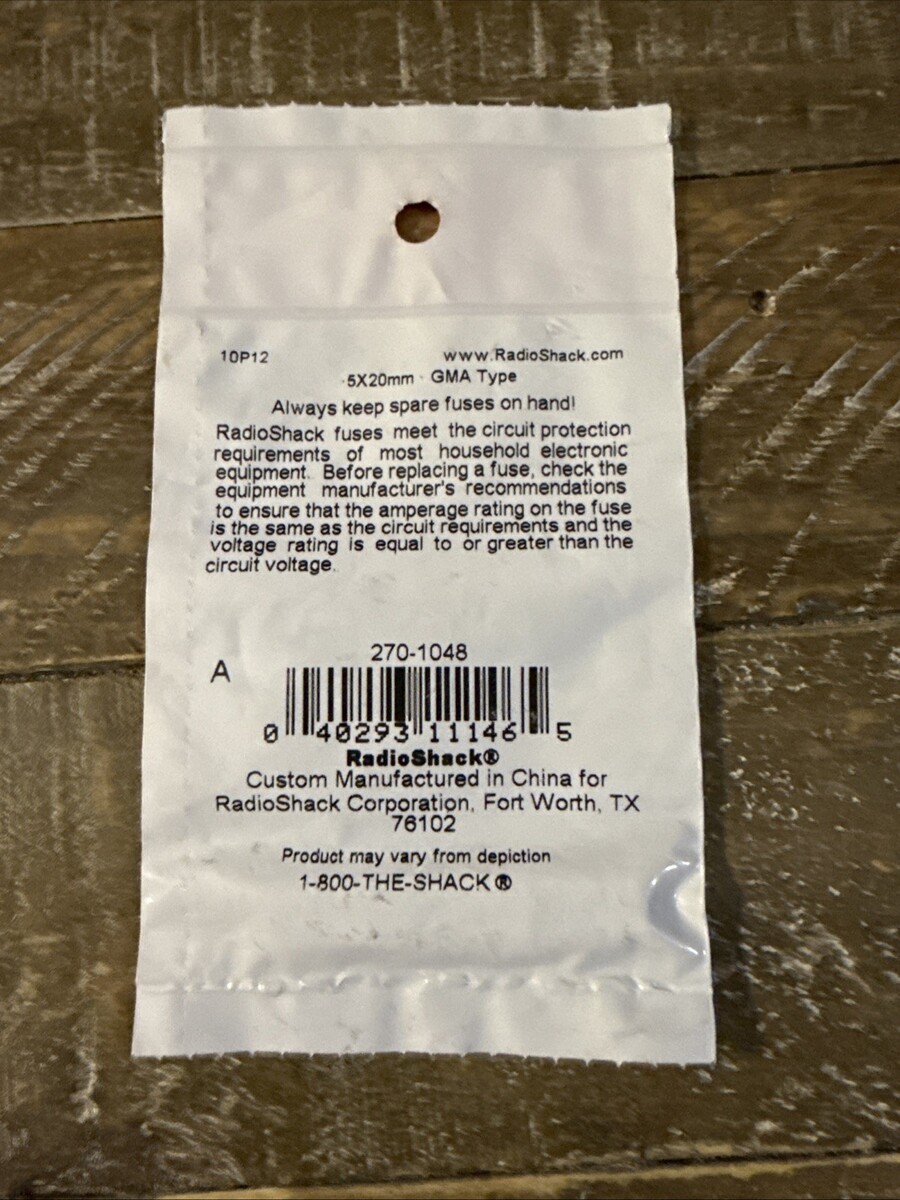 10P12 www.RadioShack.com
5X20mm GMA Type
Always keep spare fuses on hand!
RadioShack fuses meet the circuit protection
requirements of most household electronic
equipment. Before replacing a fuse, check the
equipment manufacturer's recommendations
to ensure that the amperage rating on the fuse
is the same as the circuit requirements and the
voltage rating is equal to or greater than the
circuit voltage.
270-1048
A
0 40293 11146 5
RadioShack®
Custom Manufactured in China for
RadioShack Corporation, Fort Worth, TX
76102
Product may vary from depiction
1-800-THE-SHACK®